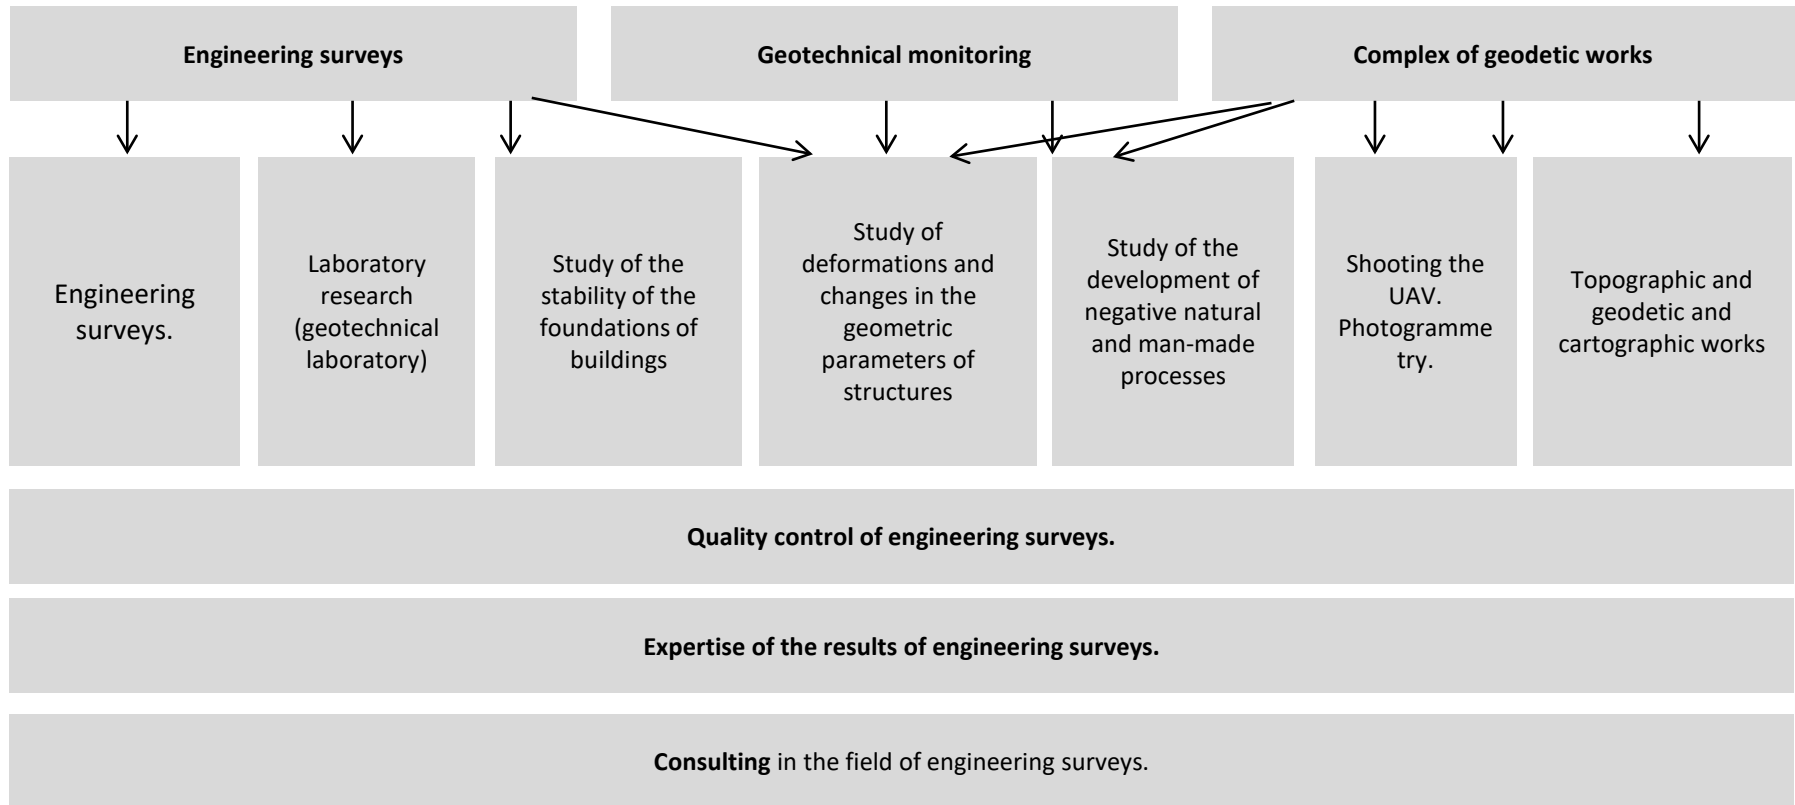 Engineering surveys
Geotechnical monitoring
Complex of geodetic works
Engineering
surveys.
Laboratory
research
(geotechnical
laboratory)
Study of the
stability of the
foundations of
buildings
Study of
deformations and
changes in the
geometric
parameters of
structures
Study of the
development of
negative natural
and man-made
processes
Shooting the
UAV.
Photogramme
try.
Topographic and
geodetic and
cartographic works
Quality control of engineering surveys.
Expertise of the results of engineering surveys.
Consulting in the field of engineering surveys.